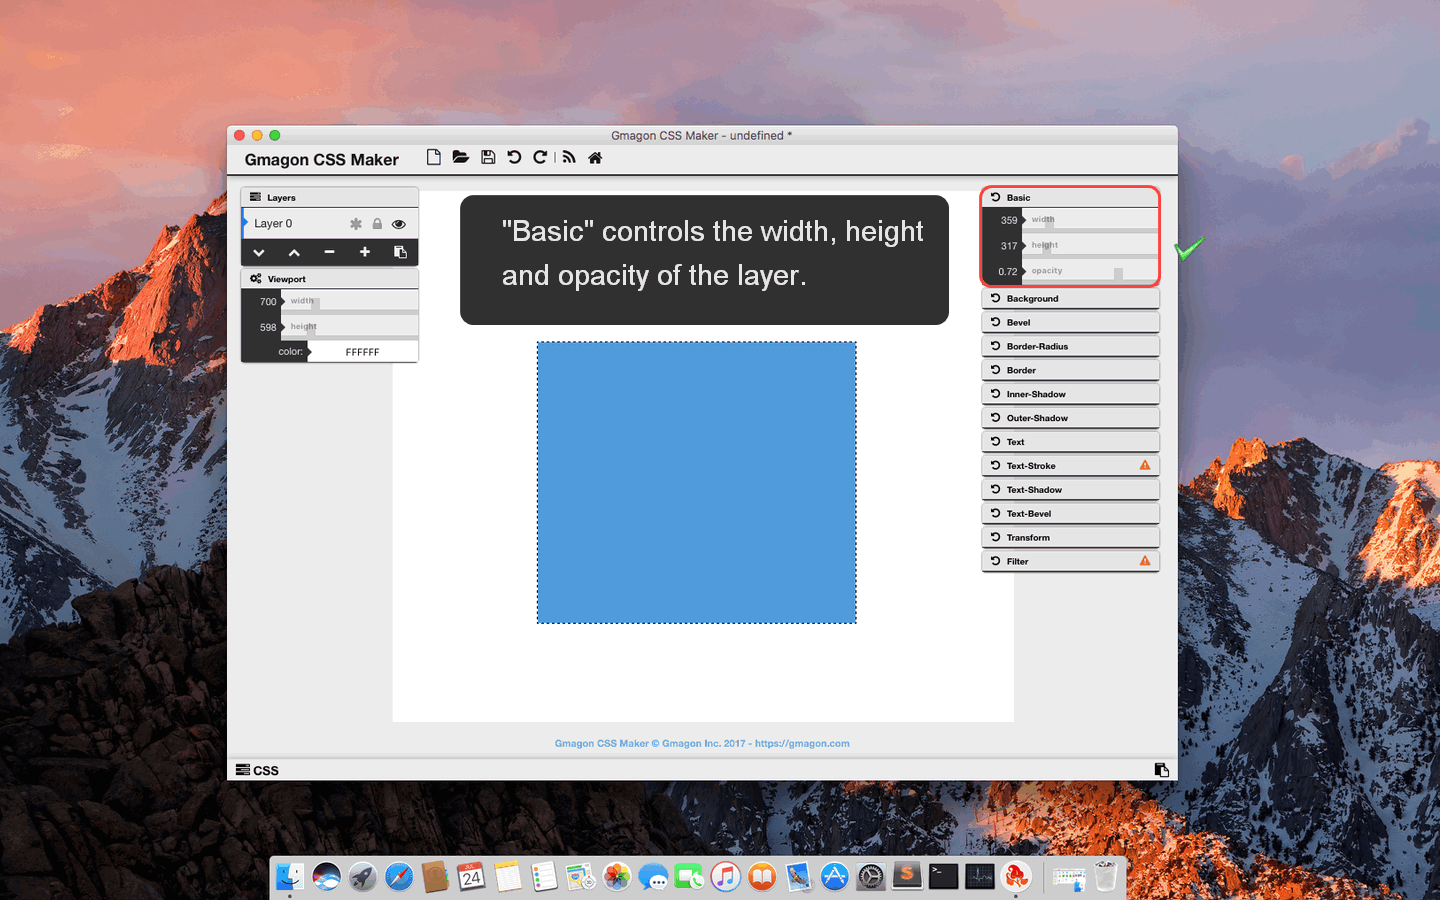 Gmagon CSS Maker - undefined *
Gmagon CSS Maker
Layers
Layer 0
Viewport
700 width
598 height
color: FFFFFF
"Basic" controls the width, height
and opacity of the layer.
Basic
359 width
317 height
0.72 opacity
Background
Bevel
Border-Radius
Border
Inner-Shadow
Outer-Shadow
Text
Text-Stroke
Text-Shadow
Text-Bevel
Transform
Filter
Gmagon CSS Maker © Gmagon Inc. 2017 - https://gmagon.com
CSS
JUL
24